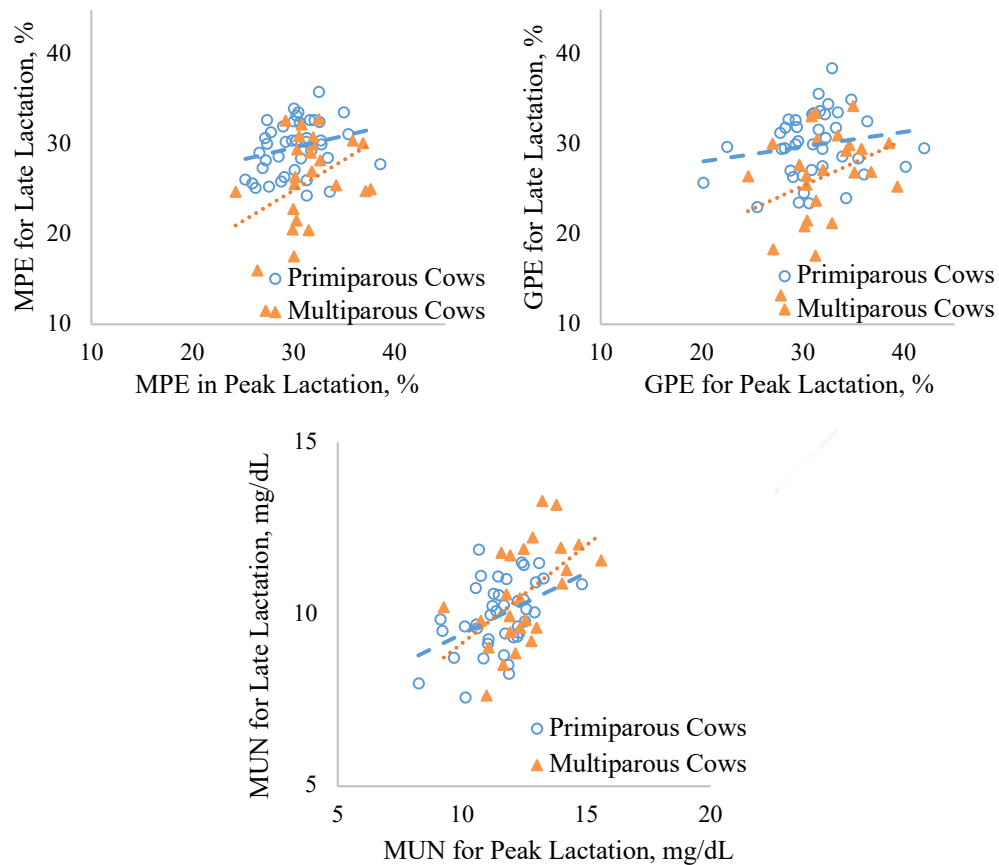 MPE for Late Lactation, %
40
30
20
10
10 20 30 40
MPE in Peak Lactation, %
Primiparous Cows
Multiparous Cows
GPE for Late Lactation, %
40
30
20
10
10 20 30 40
GPE for Peak Lactation, %
Primiparous Cows
Multiparous Cows
MUN for Late Lactation, mg/dL
15
10
5
5 10 15 20
MUN for Peak Lactation, mg/dL
Primiparous Cows
Multiparous Cows